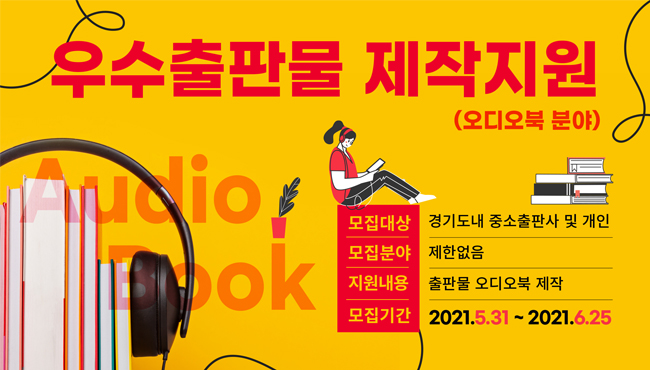 우수출판물 제작지원
(오디오북 분야)
Audio
Book
모집대상 경기도내 중소출판사 및 개인
모집분야 제한없음
지원내용 출판물 오디오북 제작
모집기간 2021.5.31 ~ 2021.6.25